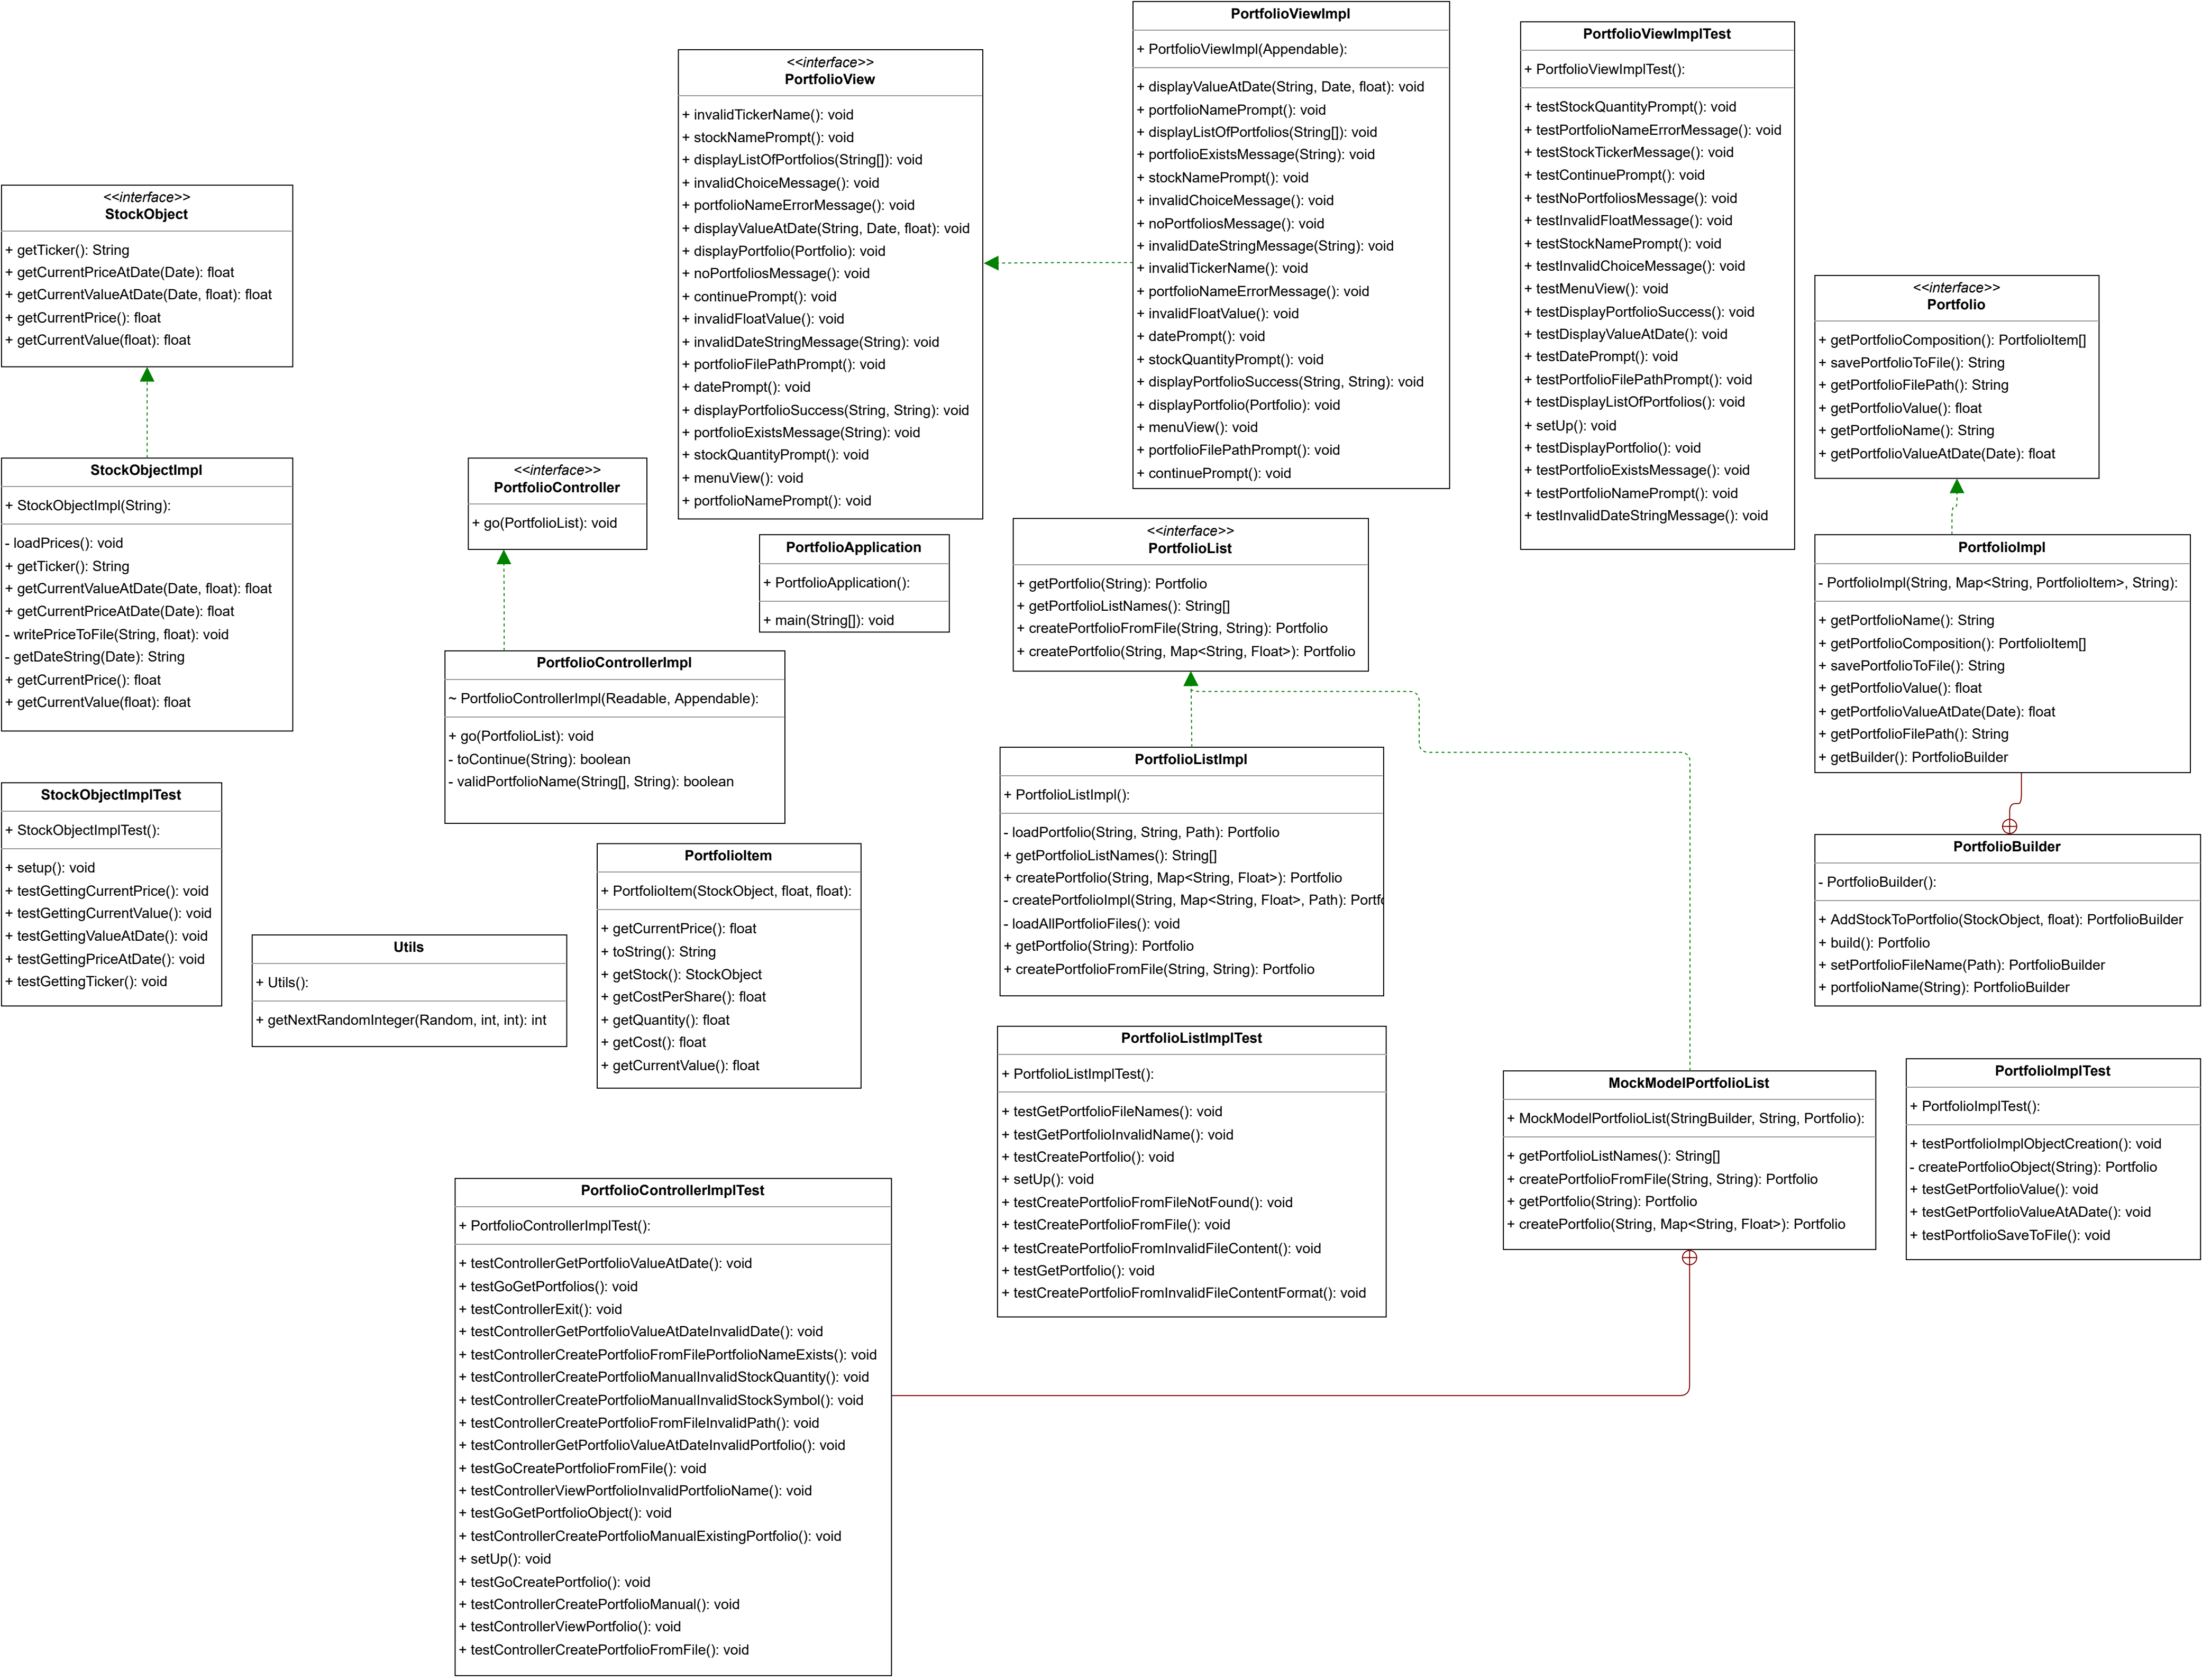 PortfolioViewImpl
+ PortfolioViewImpl(Appendable):
+ displayValueAtDate(String, Date, float): void
+ portfolioNamePrompt(): void
+ displayListOfPortfolios(String[]): void
+ portfolioExistsMessage(String): void
+ stockNamePrompt(): void
+ invalidChoiceMessage(): void
+ noPortfoliosMessage(): void
+ invalidDateStringMessage(String): void
+ invalidTickerName(): void
+ portfolioNameErrorMessage(): void
+ invalidFloatValue(): void
+ datePrompt(): void
+ stockQuantityPrompt(): void
+ displayPortfolioSuccess(String, String): void
+ displayPortfolio(Portfolio): void
+ menuView(): void
+ portfolioFilePathPrompt(): void
+ continuePrompt(): void
PortfolioViewImplTest
+ PortfolioViewImplTest():
+ testStockQuantityPrompt(): void
+ testPortfolioNameErrorMessage(): void
+ testStockTickerMessage(): void
+ testContinuePrompt(): void
+ testNoPortfoliosMessage(): void
+ testInvalidFloatMessage(): void
+ testStockNamePrompt(): void
+ testInvalidChoiceMessage(): void
+ testMenuView(): void
+ testDisplayPortfolioSuccess(): void
+ testDisplayValueAtDate(): void
+ testDatePrompt(): void
+ testPortfolioFilePathPrompt(): void
+ testDisplayListOfPortfolios(): void
+ setUp(): void
+ testDisplayPortfolio(): void
+ testPortfolioExistsMessage(): void
+ testPortfolioNamePrompt(): void
+ testInvalidDateStringMessage(): void
<<interface>>
PortfolioView
+ invalidTickerName(): void
+ stockNamePrompt(): void
+ displayListOfPortfolios(String[]): void
+ invalidChoiceMessage(): void
+ portfolioNameErrorMessage(): void
+ displayValueAtDate(String, Date, float): void
+ displayPortfolio(Portfolio): void
+ noPortfoliosMessage(): void
+ continuePrompt(): void
+ invalidFloatValue(): void
+ invalidDateStringMessage(String): void
+ portfolioFilePathPrompt(): void
+ datePrompt(): void
+ displayPortfolioSuccess(String, String): void
+ portfolioExistsMessage(String): void
+ stockQuantityPrompt(): void
+ menuView(): void
+ portfolioNamePrompt(): void
<<interface>>
StockObject
+ getTicker(): String
+ getCurrentPriceAtDate(Date): float
+ getCurrentValueAtDate(Date, float): float
+ getCurrentPrice(): float
+ getCurrentValue(float): float
<<interface>>
Portfolio
+ getPortfolioComposition(): PortfolioItem[]
+ savePortfolioToFile(): String
+ getPortfolioFilePath(): String
+ getPortfolioValue(): float
+ getPortfolioName(): String
+ getPortfolioValueAtDate(Date): float
StockObjectImpl
+ StockObjectImpl(String):
- loadPrices(): void
+ getTicker(): String
+ getCurrentValueAtDate(Date, float): float
+ getCurrentPriceAtDate(Date): float
- writePriceToFile(String, float): void
- getDateString(Date): String
+ getCurrentPrice(): float
+ getCurrentValue(float): float
<<interface>>
PortfolioController
+ go(PortfolioList): void
PortfolioApplication
+ PortfolioApplication():
+ main(String[]): void
<<interface>>
PortfolioList
+ getPortfolio(String): Portfolio
+ getPortfolioListNames(): String[]
+ createPortfolioFromFile(String, String): Portfolio
+ createPortfolio(String, Map<String, Float>): Portfolio
PortfolioImpl
- PortfolioImpl(String, Map<String, PortfolioItem>, String):
+ getPortfolioName(): String
+ getPortfolioComposition(): PortfolioItem[]
+ savePortfolioToFile(): String
+ getPortfolioValue(): float
+ getPortfolioValueAtDate(Date): float
+ getPortfolioFilePath(): String
+ getBuilder(): PortfolioBuilder
PortfolioControllerImpl
~ PortfolioControllerImpl(Readable, Appendable):
+ go(PortfolioList): void
- toContinue(String): boolean
- validPortfolioName(String[], String): boolean
PortfolioListImpl
+ PortfolioListImpl():
- loadPortfolio(String, String, Path): Portfolio
+ getPortfolioListNames(): String[]
+ createPortfolio(String, Map<String, Float>): Portfolio
- createPortfolioImpl(String, Map<String, Float>, Path): Portfo
- loadAllPortfolioFiles(): void
+ getPortfolio(String): Portfolio
+ createPortfolioFromFile(String, String): Portfolio
StockObjectImplTest
+ StockObjectImplTest():
+ setup(): void
+ testGettingCurrentPrice(): void
+ testGettingCurrentValue(): void
+ testGettingValueAtDate(): void
+ testGettingPriceAtDate(): void
+ testGettingTicker(): void
PortfolioBuilder
- PortfolioBuilder():
+ AddStockToPortfolio(StockObject, float): PortfolioBuilder
+ build(): Portfolio
+ setPortfolioFileName(Path): PortfolioBuilder
+ portfolioName(String): PortfolioBuilder
PortfolioItem
+ PortfolioItem(StockObject, float, float):
+ getCurrentPrice(): float
+ toString(): String
+ getStock(): StockObject
+ getCostPerShare(): float
+ getQuantity(): float
+ getCost(): float
+ getCurrentValue(): float
Utils
+ Utils():
+ getNextRandomInteger(Random, int, int): int
PortfolioListImplTest
+ PortfolioListImplTest():
+ testGetPortfolioFileNames(): void
+ testGetPortfolioInvalidName(): void
+ testCreatePortfolio(): void
+ setUp(): void
+ testCreatePortfolioFromFileNotFound(): void
+ testCreatePortfolioFromFile(): void
+ testCreatePortfolioFromInvalidFileContent(): void
+ testGetPortfolio(): void
+ testCreatePortfolioFromInvalidFileContentFormat(): void
MockModelPortfolioList
+ MockModelPortfolioList(StringBuilder, String, Portfolio):
+ getPortfolioListNames(): String[]
+ createPortfolioFromFile(String, String): Portfolio
+ getPortfolio(String): Portfolio
+ createPortfolio(String, Map<String, Float>): Portfolio
PortfolioImplTest
+ PortfolioImplTest():
+ testPortfolioImplObjectCreation(): void
- createPortfolioObject(String): Portfolio
+ testGetPortfolioValue(): void
+ testGetPortfolioValueAtADate(): void
+ testPortfolioSaveToFile(): void
PortfolioControllerImplTest
+ PortfolioControllerImplTest():
+ testControllerGetPortfolioValueAtDate(): void
+ testGoGetPortfolios(): void
+ testControllerExit(): void
+ testControllerGetPortfolioValueAtDateInvalidDate(): void
+ testControllerCreatePortfolioFromFilePortfolioNameExists(): void
+ testControllerCreatePortfolioManualInvalidStockQuantity(): void
+ testControllerCreatePortfolioManualInvalidStockSymbol(): void
+ testControllerCreatePortfolioFromFileInvalidPath(): void
+ testControllerGetPortfolioValueAtDateInvalidPortfolio(): void
+ testGoCreatePortfolioFromFile(): void
+ testControllerViewPortfolioInvalidPortfolioName(): void
+ testGoGetPortfolioObject(): void
+ testControllerCreatePortfolioManualExistingPortfolio(): void
+ setUp(): void
+ testGoCreatePortfolio(): void
+ testControllerCreatePortfolioManual(): void
+ testControllerViewPortfolio(): void
+ testControllerCreatePortfolioFromFile(): void